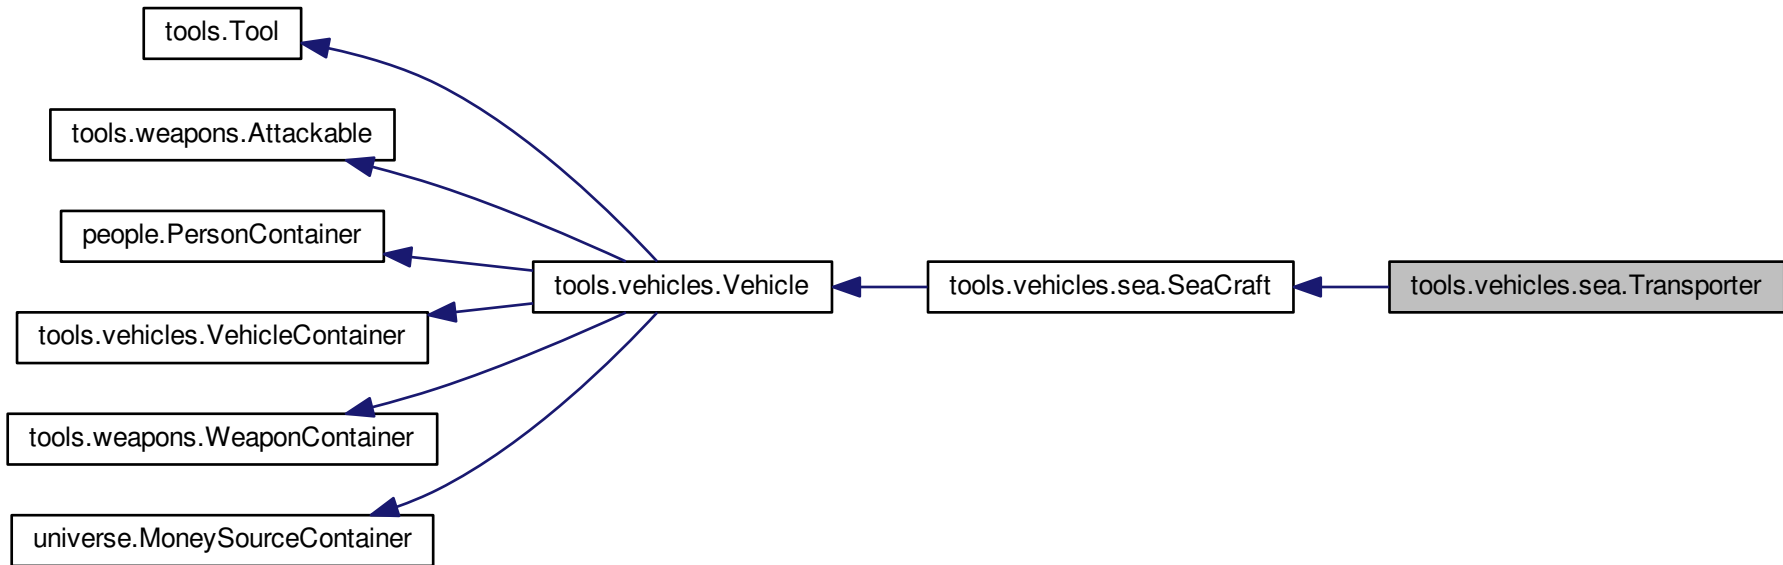 tools.Tool
tools.weapons.Attackable
people.PersonContainer
tools.vehicles.VehicleContainer
tools.weapons.WeaponContainer
universe.MoneySourceContainer
tools.vehicles.Vehicle
tools.vehicles.sea.SeaCraft
tools.vehicles.sea.Transporter